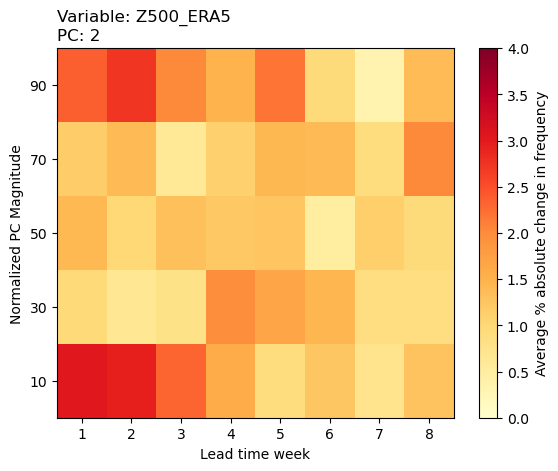 Variable: Z500_ERA5
PC: 2
90
70
50
30
10
Normalized PC Magnitude
1 2 3 4 5 6 7 8
Lead time week
4.0
3.5
3.0
2.5
2.0
1.5
1.0
0.5
0.0
Average % absolute change in frequency